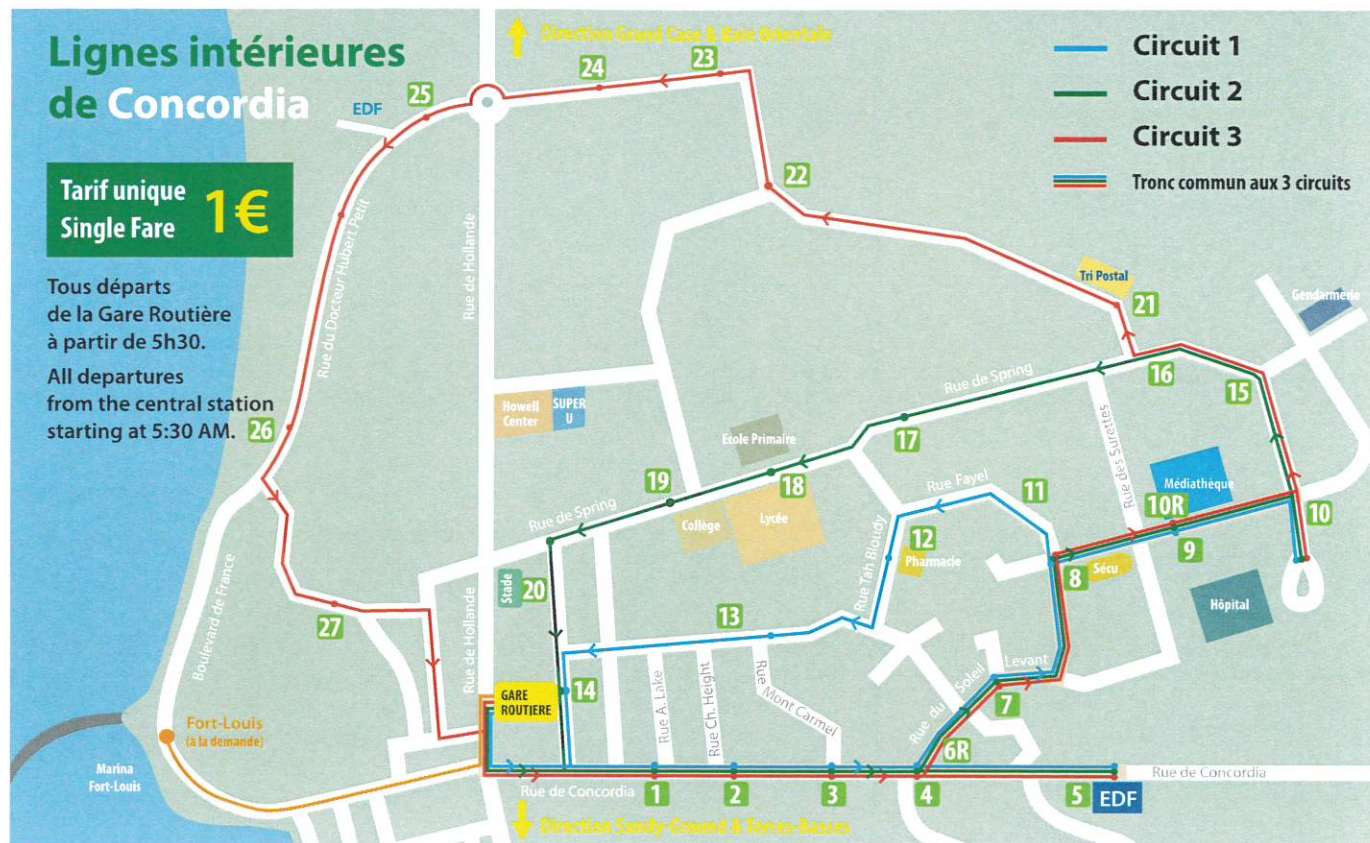 Lignes intérieures
de Concordia
Tarif unique
Single Fare
1€
Tous départs
de la Gare Routière
à partir de 5h30.
All departures
from the central station
starting at 5:30 AM.
Direction Grand Case & Baie Orientale
Circuit 1
Circuit 2
Circuit 3
Tronc commun aux 3 circuits
EDF
25
24
23
22
Rue du Docteur Hubert Petit
Rue de Hollande
Tri Postal
21
Gendarmerie
16
15
Rue de Spring
Howell
Center
SUPER
U
26
Ecole Primaire
17
Rue des Surettes
Médiathèque
19
18
Rue Fayel
11
10R
10
Rue de Spring
Collège
Lycée
12
Pharmacie
9
8
Sécu
Hôpital
Rue Tah Bloudy
Stade
20
27
Boulevard de France
Rue de Hollande
13
14
GARE
ROUTIERE
Rue A. Lake
Rue Ch. Height
Rue Mont Carmel
Rue du Soleil Levant
7
6R
Fort-Louis
(à la demande)
Marina
Fort-Louis
Rue de Concordia
1
2
3
4
5
EDF
Rue de Concordia
Direction Sandy-Ground & Terres-Basses